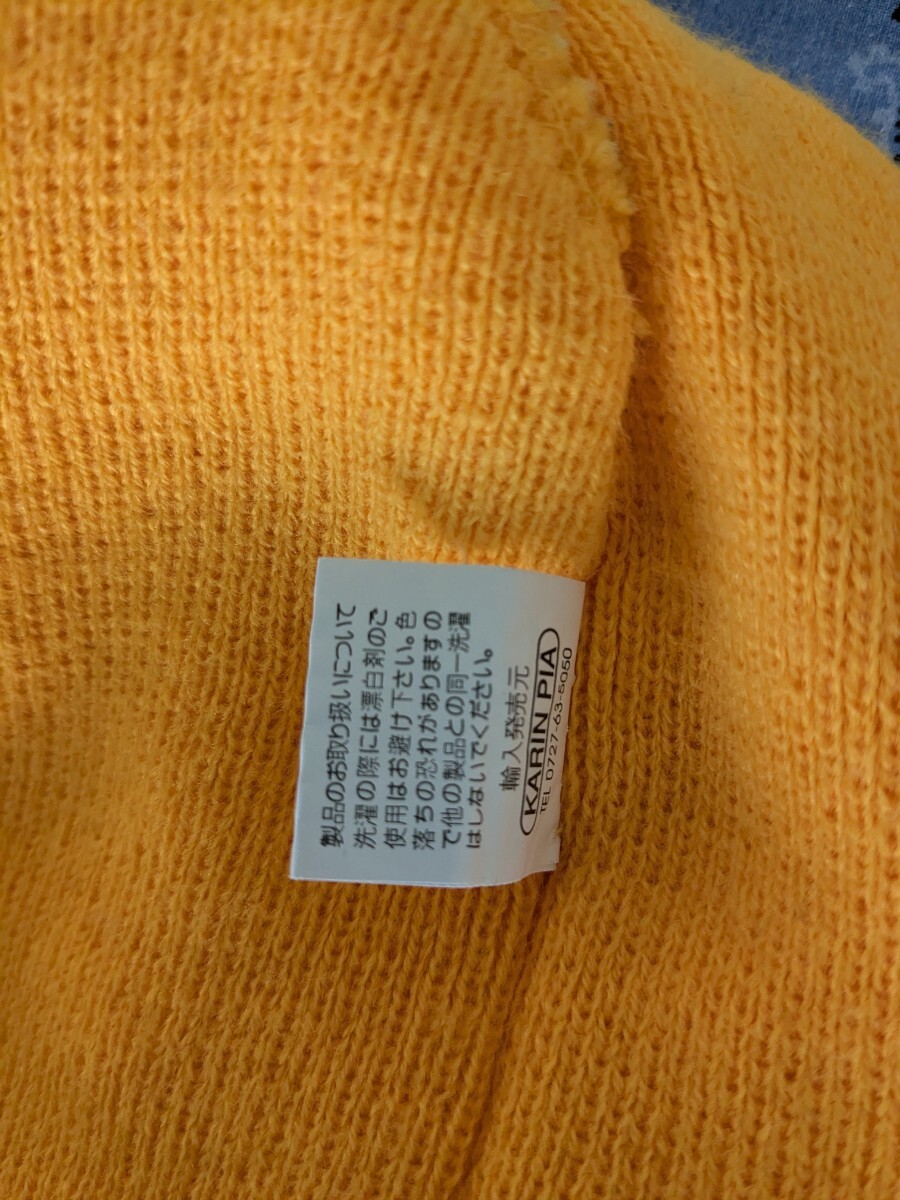 製品のお取り扱いについて
洗濯の際には漂白剤のご
使用はお避け下さい。色
落ちの恐れがありますの
で他の製品との同一洗濯
はしないでください。
輸入発売元
KARIN PIA
TEL 0727-63-5050